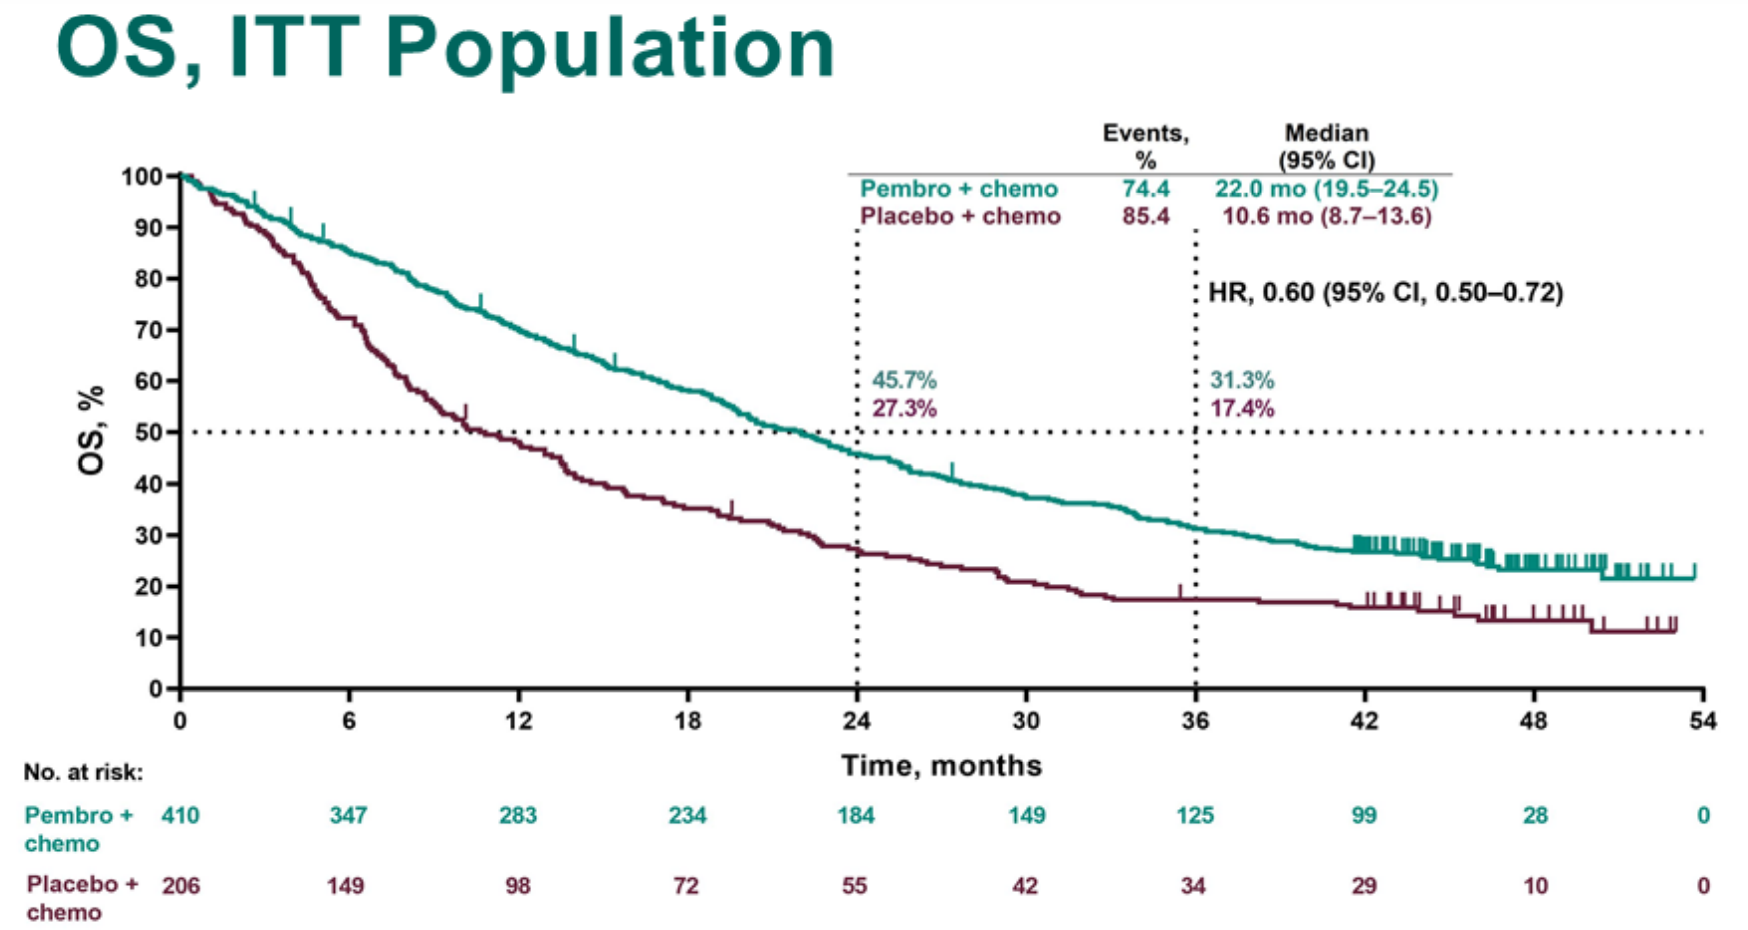 OS, ITT Population
Events, %
Median (95% CI)
Pembro + chemo 74.4 22.0 mo (19.5–24.5)
Placebo + chemo 85.4 10.6 mo (8.7–13.6)
HR, 0.60 (95% CI, 0.50–0.72)
45.7%
27.3%
31.3%
17.4%
OS, %
100
90
80
70
60
50
40
30
20
10
0
0 6 12 18 24 30 36 42 48 54
Time, months
No. at risk:
Pembro + chemo 410 347 283 234 184 149 125 99 28 0
Placebo + chemo 206 149 98 72 55 42 34 29 10 0